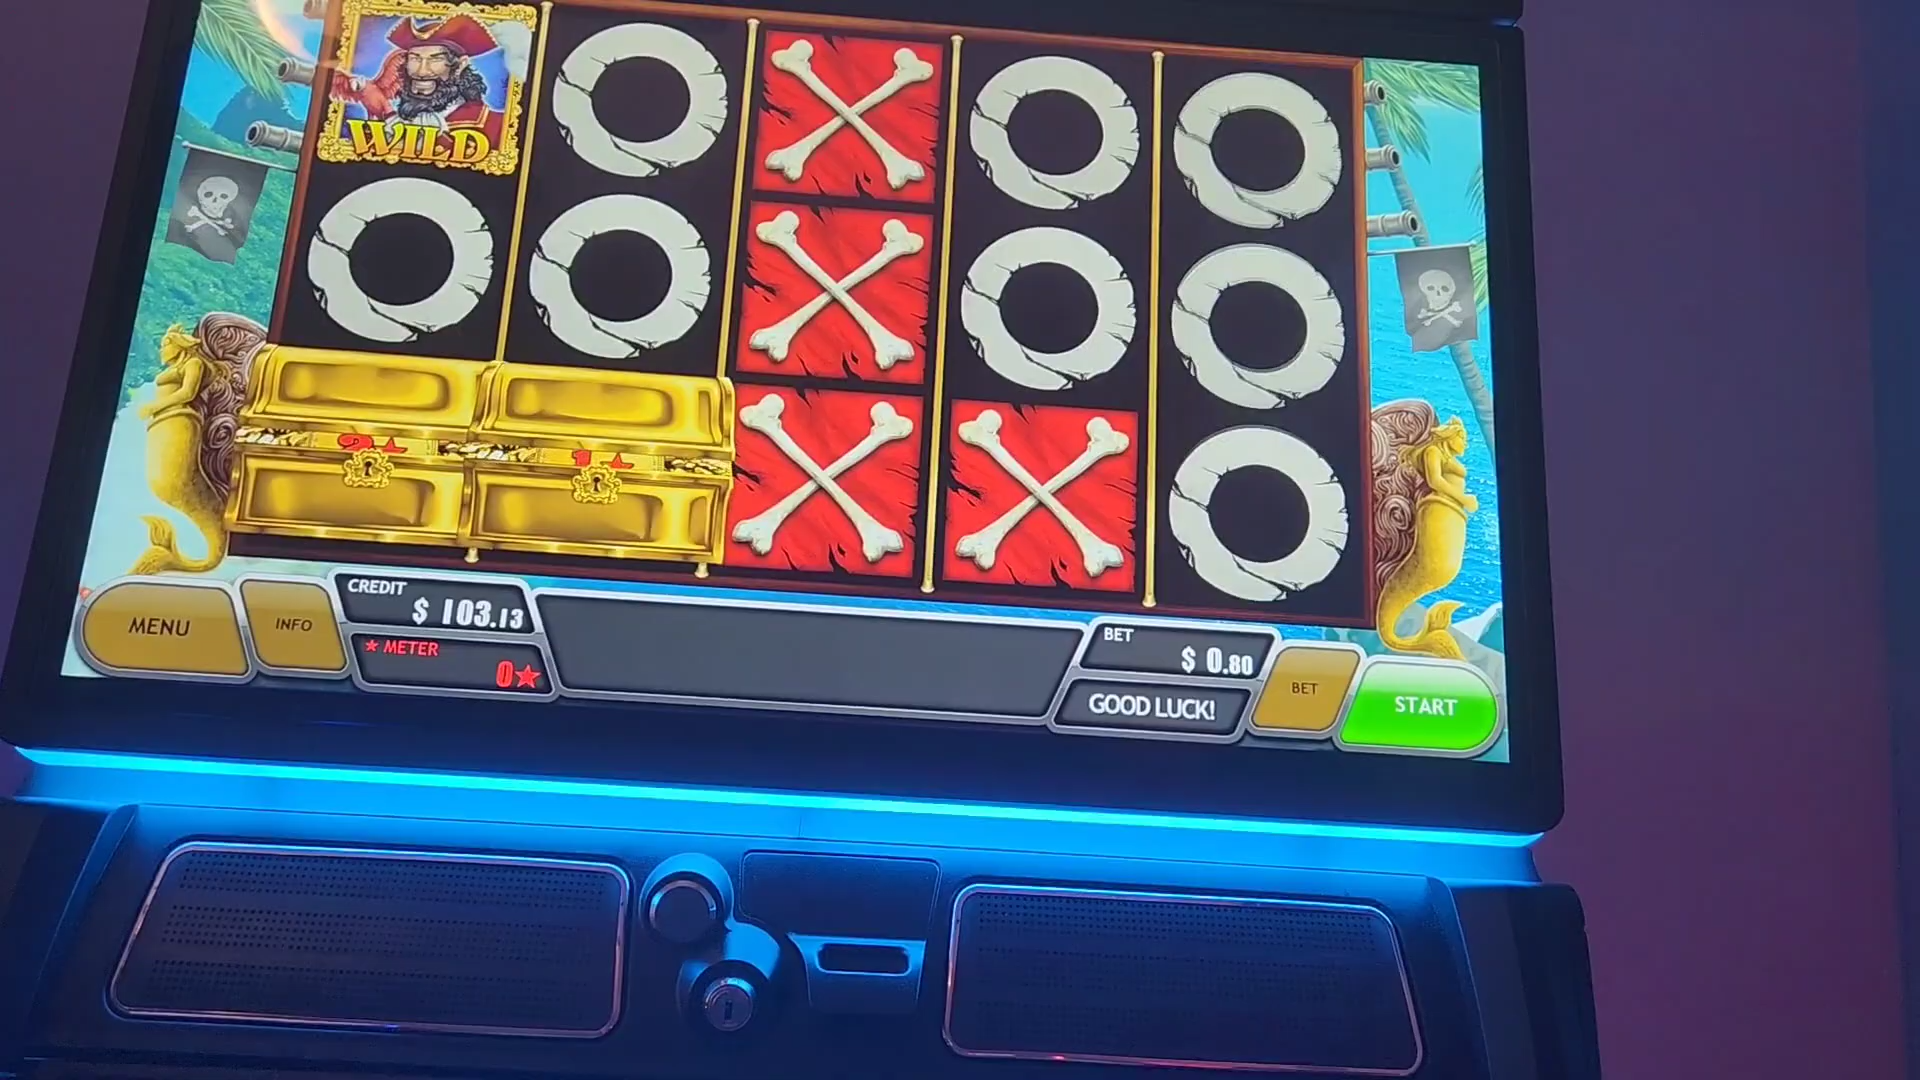 WILD
MENU
INFO
CREDIT
$ 103.13
★ METER
0★
BET
$ 0.80
GOOD LUCK!
BET
START